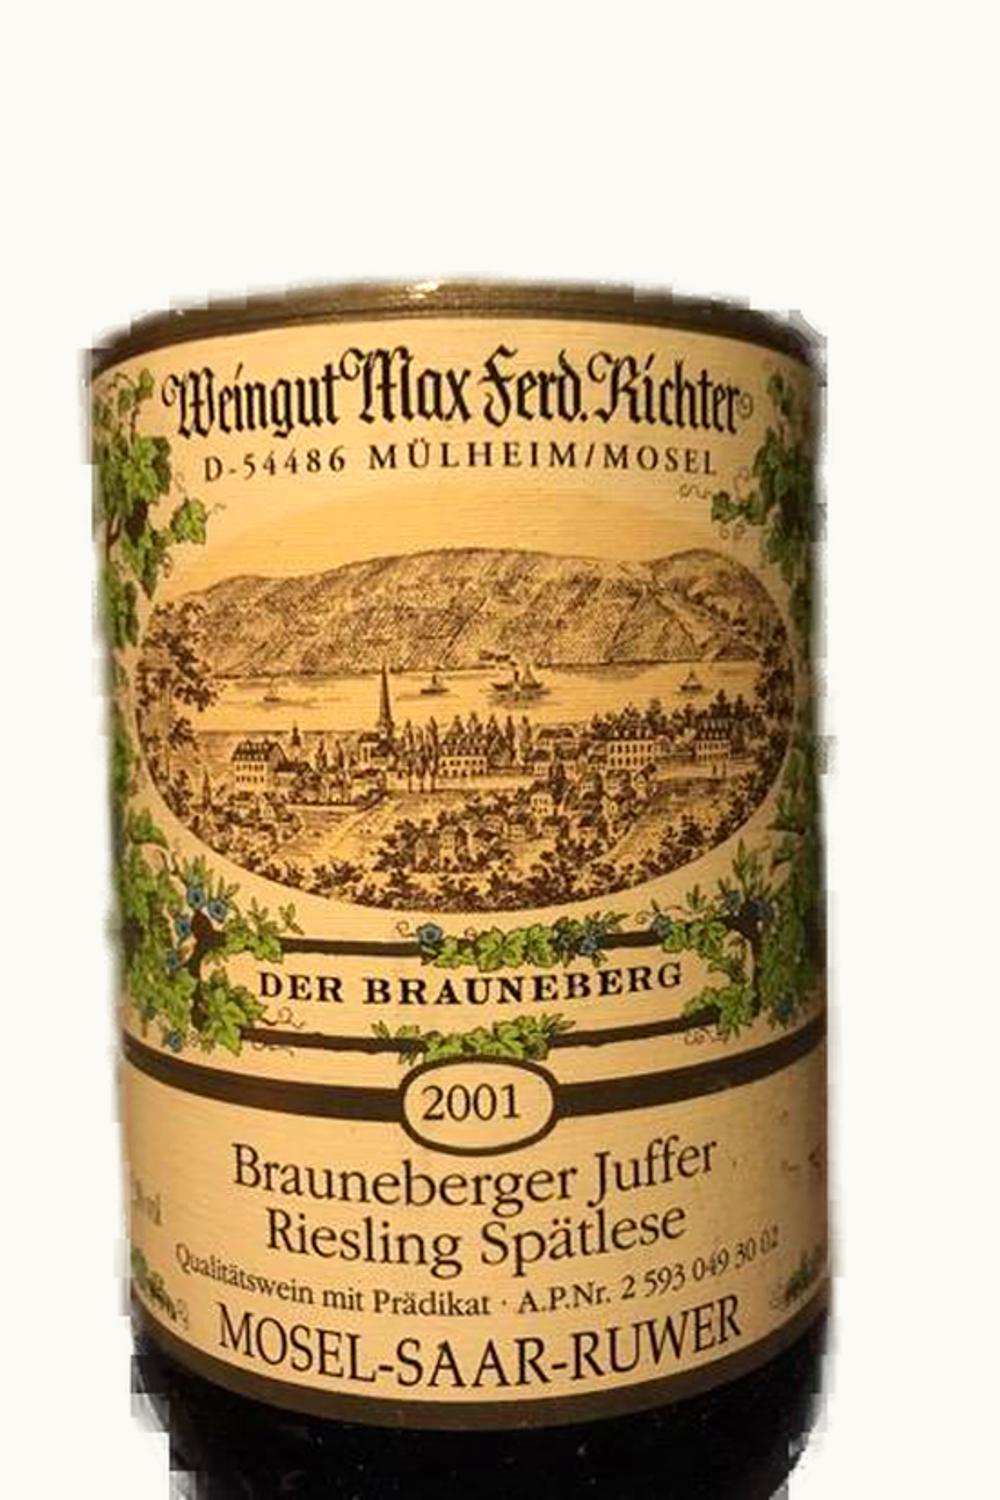 Weingut Max Ferd. Richter
D-54486 MÜLHEIM/MOSEL
DER BRAUNEBERG
2001
Brauneberger Juffer
Riesling Spätlese
Qualitätswein mit Prädikat · A.P.Nr. 2 593 049 30 02
MOSEL-SAAR-RUWER